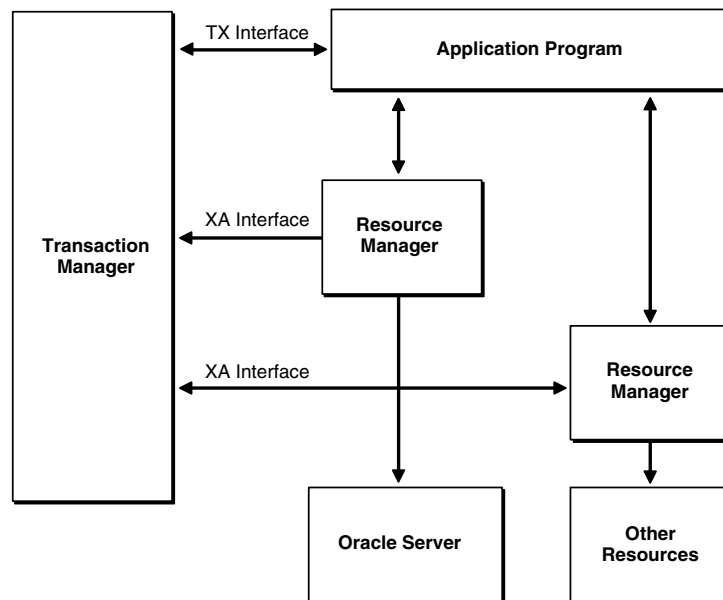 TX Interface
Application Program
XA Interface
Resource
Manager
Transaction
Manager
XA Interface
Resource
Manager
Oracle Server
Other
Resources